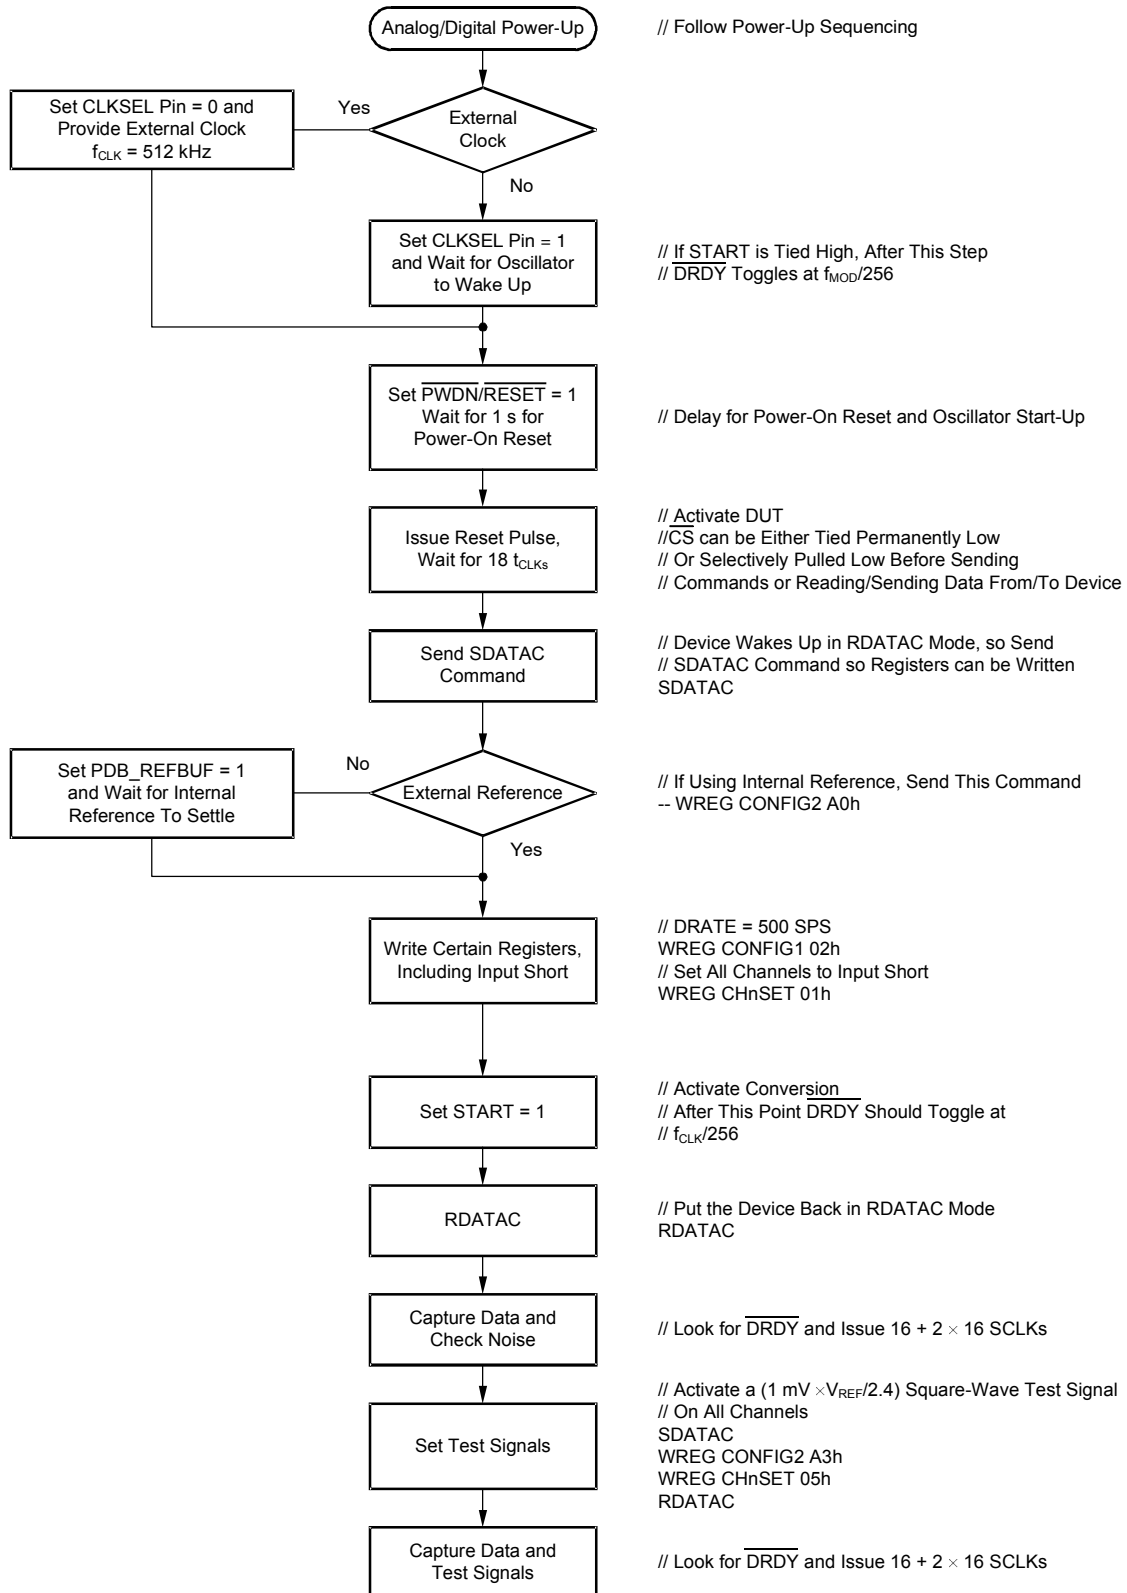 Analog/Digital Power-Up
// Follow Power-Up Sequencing
Set CLKSEL Pin = 0 and
Provide External Clock
fCLK = 512 kHz
Yes
External
Clock
No
Set CLKSEL Pin = 1
and Wait for Oscillator
to Wake Up
// If START is Tied High, After This Step
// D̅R̅D̅Y̅ Toggles at fMOD/256
Set P̅W̅D̅N̅/R̅E̅S̅E̅T̅ = 1
Wait for 1 s for
Power-On Reset
// Delay for Power-On Reset and Oscillator Start-Up
Issue Reset Pulse,
Wait for 18 tCLKs
// Activate DUT
//C̅S̅ can be Either Tied Permanently Low
// Or Selectively Pulled Low Before Sending
// Commands or Reading/Sending Data From/To Device
Send SDATAC
Command
// Device Wakes Up in RDATAC Mode, so Send
// SDATAC Command so Registers can be Written
SDATAC
Set PDB_REFBUF = 1
and Wait for Internal
Reference To Settle
No
External Reference
Yes
// If Using Internal Reference, Send This Command
-- WREG CONFIG2 A0h
Write Certain Registers,
Including Input Short
// DRATE = 500 SPS
WREG CONFIG1 02h
// Set All Channels to Input Short
WREG CHnSET 01h
Set START = 1
// Activate Conversion
// After This Point D̅R̅D̅Y̅ Should Toggle at
// fCLK/256
RDATAC
// Put the Device Back in RDATAC Mode
RDATAC
Capture Data and
Check Noise
// Look for D̅R̅D̅Y̅ and Issue 16 + 2 × 16 SCLKs
Set Test Signals
// Activate a (1 mV ×VREF/2.4) Square-Wave Test Signal
// On All Channels
SDATAC
WREG CONFIG2 A3h
WREG CHnSET 05h
RDATAC
Capture Data and
Test Signals
// Look for D̅R̅D̅Y̅ and Issue 16 + 2 × 16 SCLKs